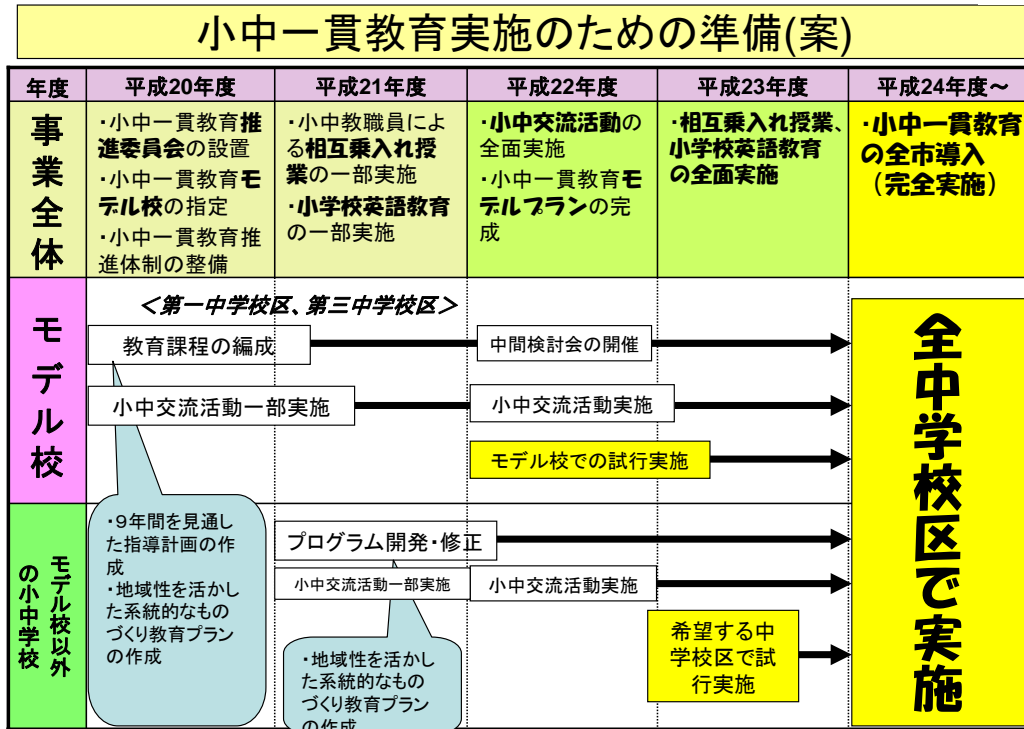 小中一貫教育実施のための準備(案)
年度
平成20年度
平成21年度
平成22年度
平成23年度
平成24年度～
事業全体
・小中一貫教育推
進委員会の設置
・小中一貫教育モ
デル校の指定
・小中一貫教育推
進体制の整備
・小中教職員によ
る相互乗入れ授
業の一部実施
・小学校英語教育
の一部実施
・小中交流活動の
全面実施
・小中一貫教育モ
デルプランの完
成
・相互乗入れ授業、
小学校英語教育
の全面実施
・小中一貫教育
の全市導入
（完全実施）
モデル校
＜第一中学校区、第三中学校区＞
教育課程の編成
中間検討会の開催
小中交流活動一部実施
小中交流活動実施
モデル校での試行実施
全中学校区で実施
モデル校以外
の小中学校
・９年間を見通し
た指導計画の作
成
・地域性を活かし
た系統的なもの
づくり教育プラン
の作成
プログラム開発・修正
小中交流活動一部実施
小中交流活動実施
希望する中
学校区で試
行実施
・地域性を活かし
た系統的なもの
づくり教育プラン
の作成